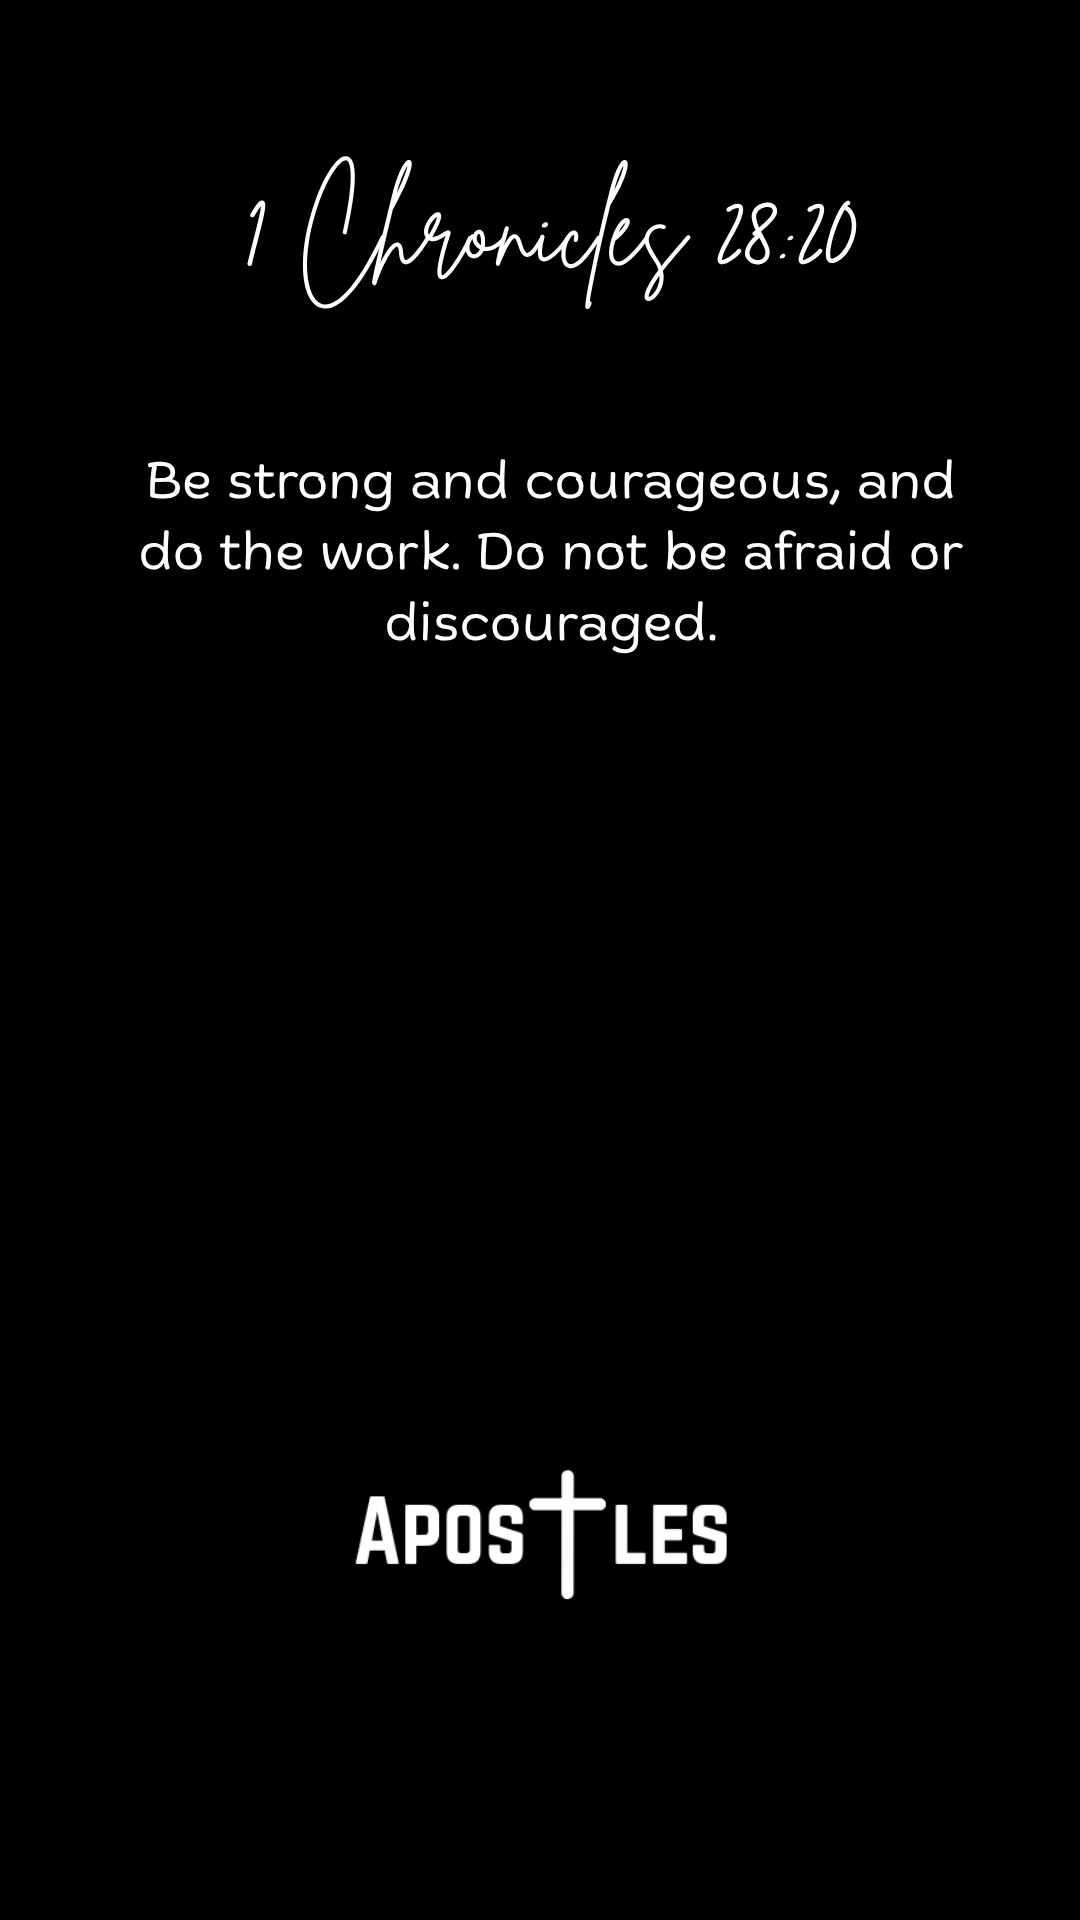 1 Chronicles 28:20
Be strong and courageous, and
do the work. Do not be afraid or
discouraged.
APOSTLES